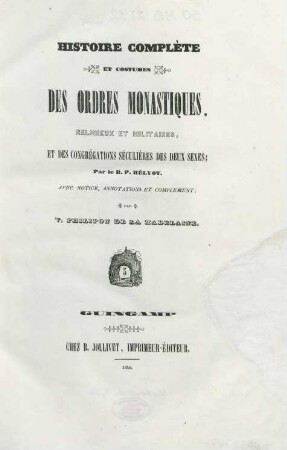 HISTOIRE COMPLÈTE
ET COSTUMES
DES ORDRES MONASTIQUES,
RELIGIEUX ET MILITAIRES,
ET DES CONGRÉGATIONS SÉCULIÈRES DES DEUX SEXES;
Par le R. P. HÉLYOT,
AVEC NOTICE, ANNOTATIONS ET COMPLÉMENT,
PAR
V. PHILIPON DE LA MADELAINE.
GUINGAMP
CHEZ B. JOLLIVET, IMPRIMEUR-ÉDITEUR.